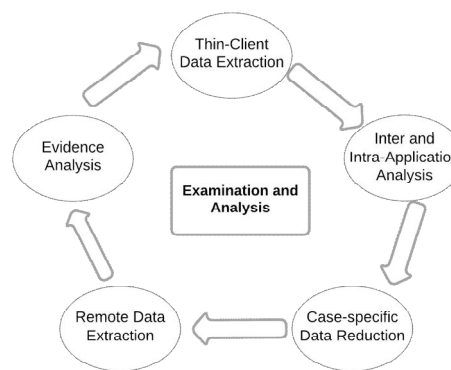 Thin-Client
Data Extraction
Inter and
Intra-Applicatio
Analysis
Case-specific
Data Reduction
Remote Data
Extraction
Evidence
Analysis
Examination and
Analysis